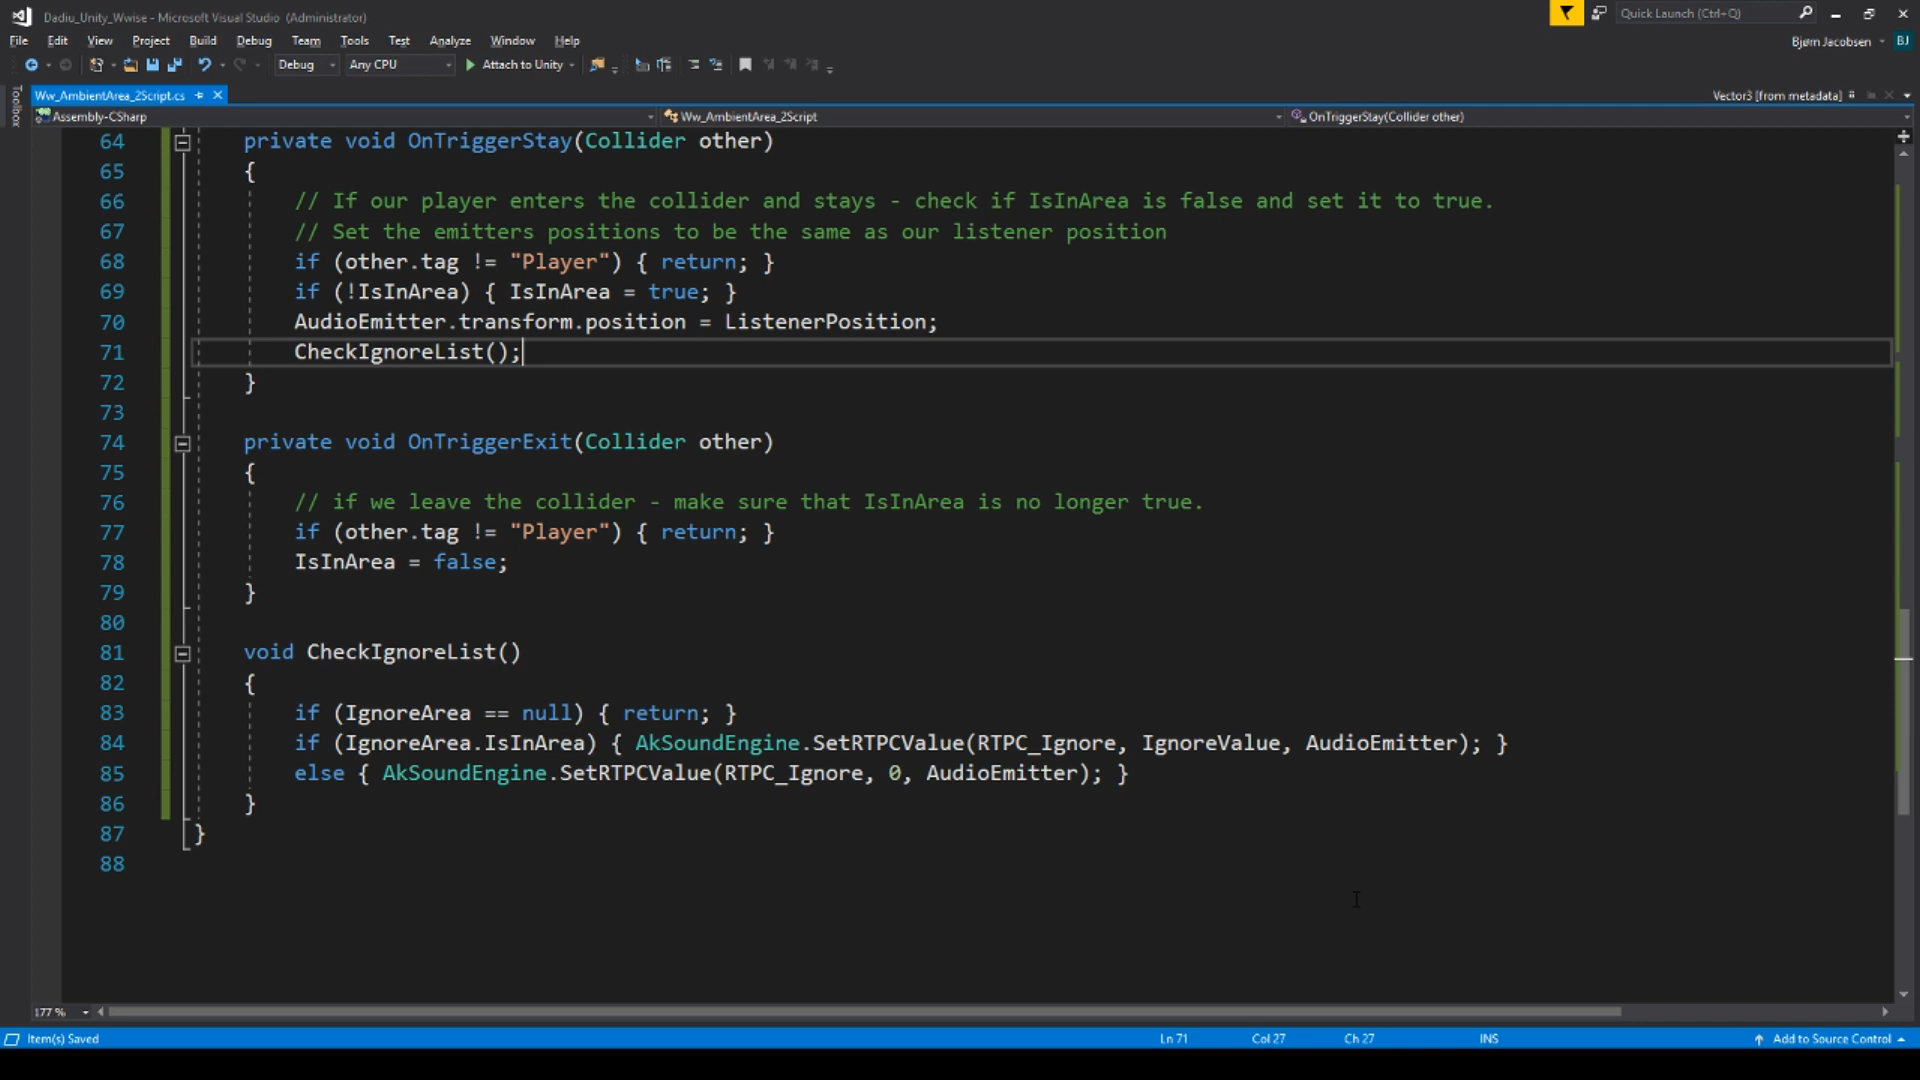 Dadiu_Unity_Wwise - Microsoft Visual Studio (Administrator)
Quick Launch (Ctrl+Q)
File Edit View Project Build Debug Team Tools Test Analyze Window Help
Bjørn Jacobsen BJ
Debug Any CPU Attach to Unity
Toolbox
Ww_AmbientArea_2Script.cs
Vector3 [from metadata]
Assembly-CSharp
Ww_AmbientArea_2Script
OnTriggerStay(Collider other)
64 private void OnTriggerStay(Collider other)
65 {
66 // If our player enters the collider and stays - check if IsInArea is false and set it to true.
67 // Set the emitters positions to be the same as our listener position
68 if (other.tag != "Player") { return; }
69 if (!IsInArea) { IsInArea = true; }
70 AudioEmitter.transform.position = ListenerPosition;
71 CheckIgnoreList();
72 }
73
74 private void OnTriggerExit(Collider other)
75 {
76 // if we leave the collider - make sure that IsInArea is no longer true.
77 if (other.tag != "Player") { return; }
78 IsInArea = false;
79 }
80
81 void CheckIgnoreList()
82 {
83 if (IgnoreArea == null) { return; }
84 if (IgnoreArea.IsInArea) { AkSoundEngine.SetRTPCValue(RTPC_Ignore, IgnoreValue, AudioEmitter); }
85 else { AkSoundEngine.SetRTPCValue(RTPC_Ignore, 0, AudioEmitter); }
86 }
87 }
88
177 %
Item(s) Saved
Ln 71 Col 27 Ch 27 INS
Add to Source Control